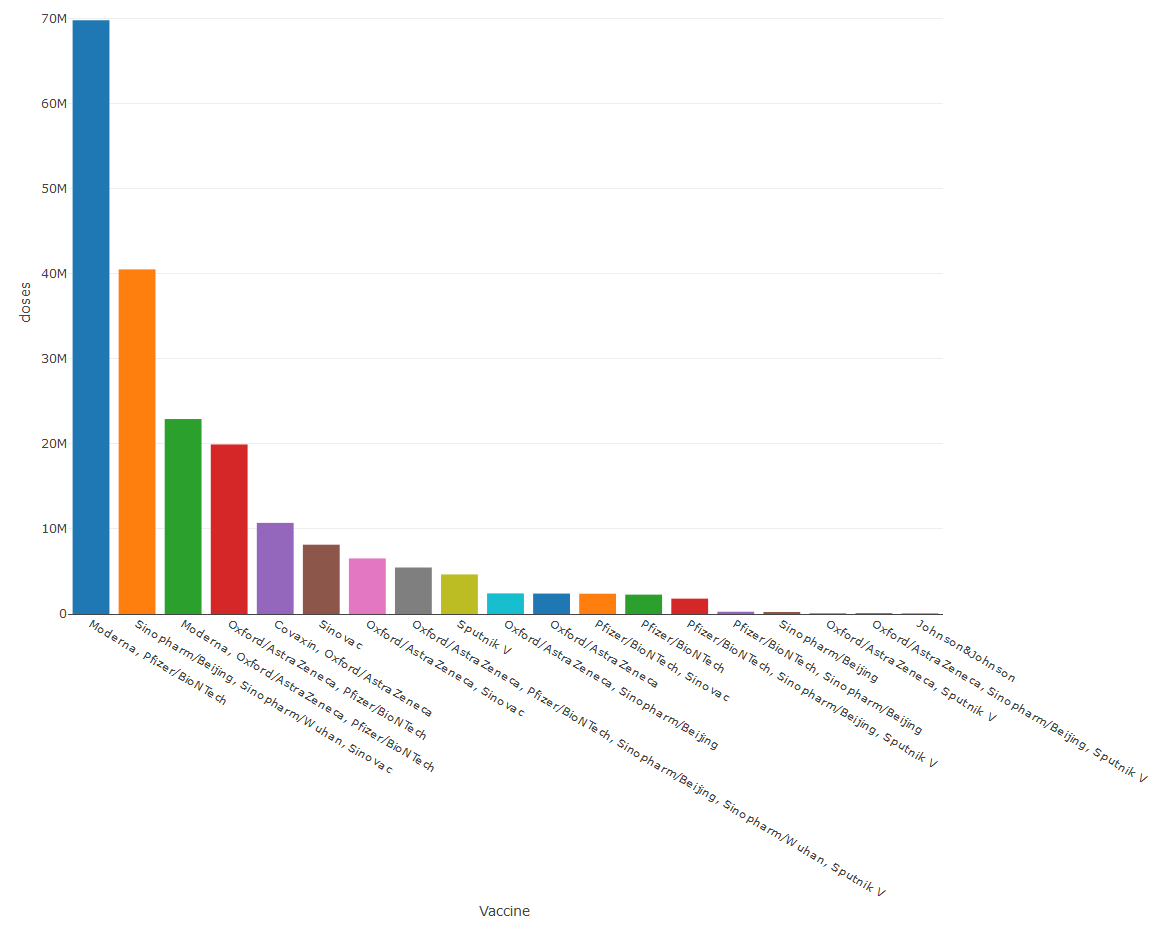 70M
60M
50M
40M
30M
20M
10M
0
doses
Moderna, Pfizer/BioNTech
Sinopharm/Beijing, Sinopharm/Wuhan, Sinovac
Moderna, Oxford/AstraZeneca, Pfizer/BioNTech
Oxford/AstraZeneca, Pfizer/BioNTech
Covaxin, Oxford/AstraZeneca
Sinovac
Oxford/AstraZeneca, Sinovac
Oxford/AstraZeneca, Pfizer/BioNTech, Sinopharm/Beijing, Sinopharm/Wuhan, Sputnik V
Sputnik V
Oxford/AstraZeneca, Sinopharm/Beijing
Oxford/AstraZeneca
Pfizer/BioNTech, Sinovac
Pfizer/BioNTech
Pfizer/BioNTech, Sinopharm/Beijing, Sputnik V
Pfizer/BioNTech, Sinopharm/Beijing
Sinopharm/Beijing
Oxford/AstraZeneca, Sputnik V
Oxford/AstraZeneca, Sinopharm/Beijing, Sputnik V
Johnson&Johnson
Vaccine